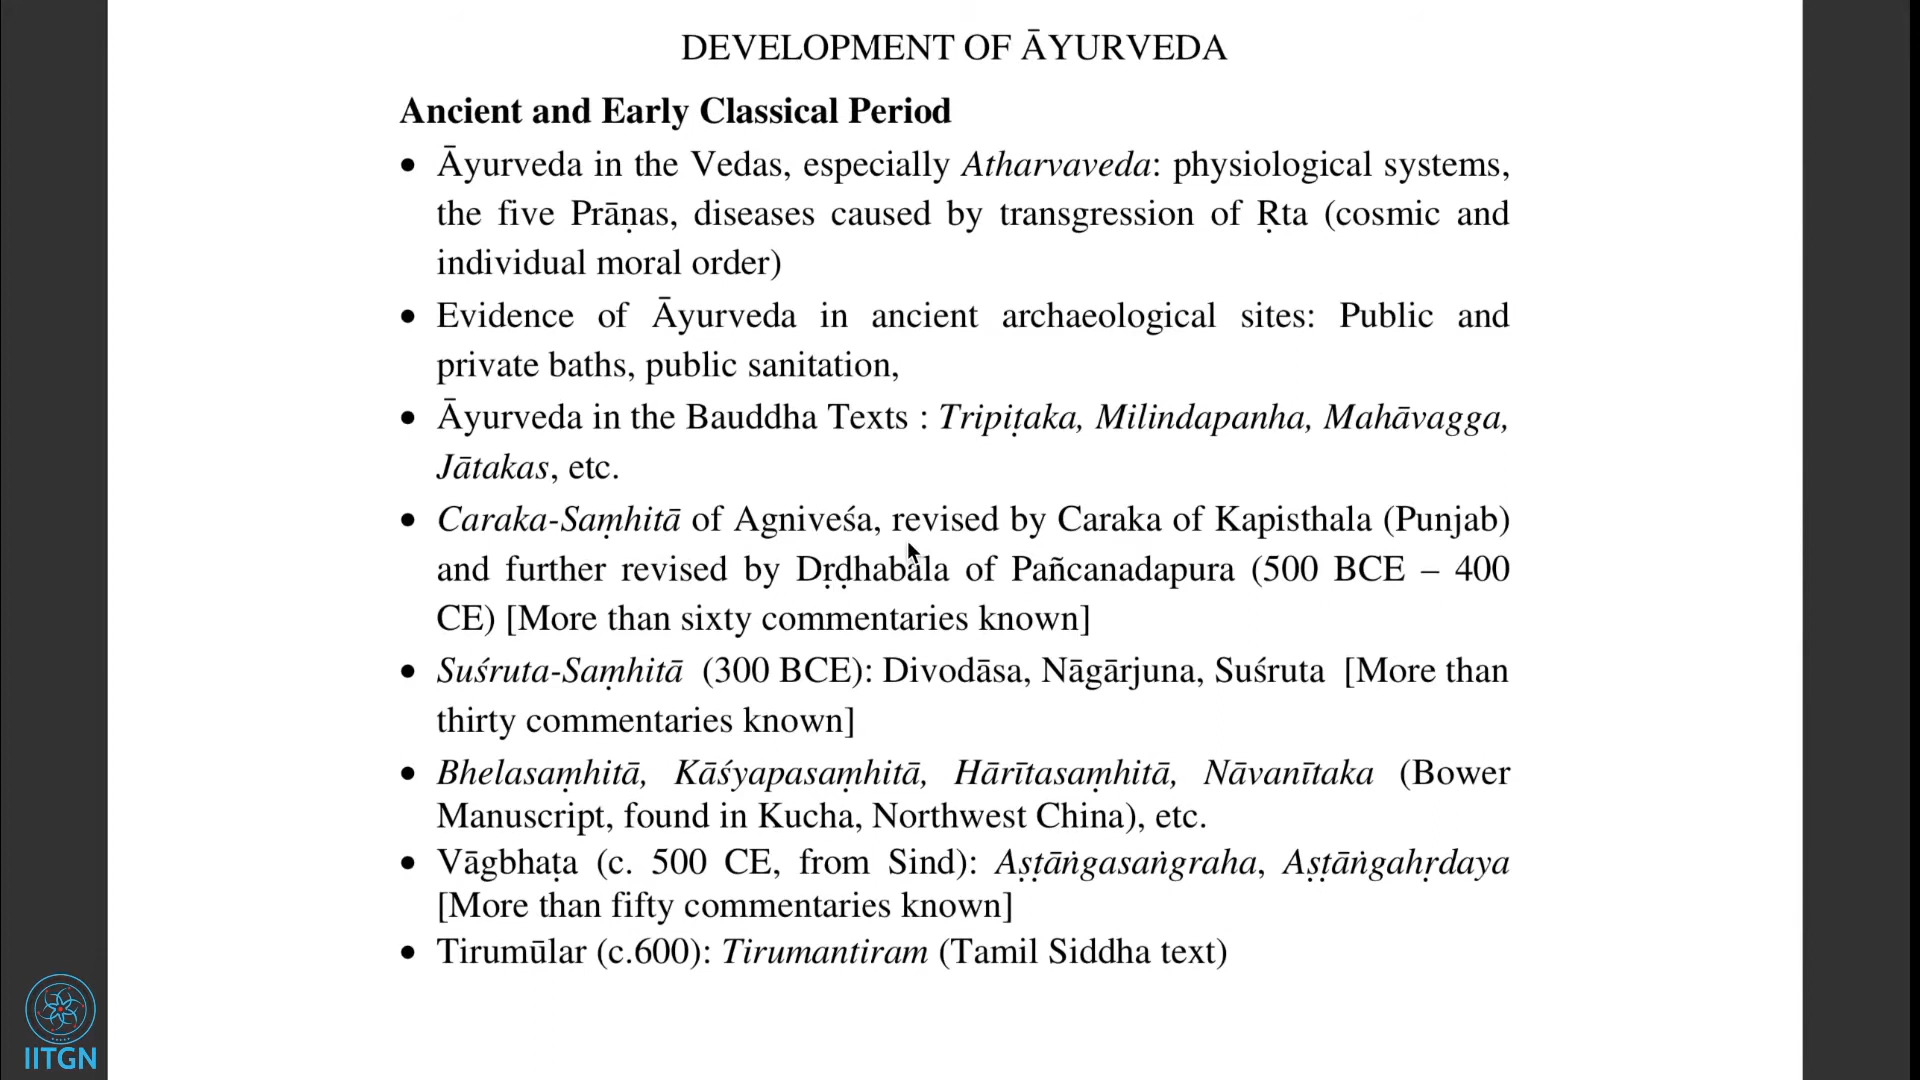 DEVELOPMENT OF ĀYURVEDA
Ancient and Early Classical Period
• Āyurveda in the Vedas, especially Atharvaveda: physiological systems,
the five Prāṇas, diseases caused by transgression of Ṛta (cosmic and
individual moral order)
• Evidence of Āyurveda in ancient archaeological sites: Public and
private baths, public sanitation,
• Āyurveda in the Bauddha Texts : Tripiṭaka, Milindapanha, Mahāvagga,
Jātakas, etc.
• Caraka-Saṃhitā of Agniveśa, revised by Caraka of Kapisthala (Punjab)
and further revised by Dṛḍhabala of Pañcanadapura (500 BCE – 400
CE) [More than sixty commentaries known]
• Suśruta-Saṃhitā (300 BCE): Divodāsa, Nāgārjuna, Suśruta [More than
thirty commentaries known]
• Bhelasaṃhitā, Kāśyapasaṃhitā, Hārītasaṃhitā, Nāvanītaka (Bower
Manuscript, found in Kucha, Northwest China), etc.
• Vāgbhaṭa (c. 500 CE, from Sind): Aṣṭāṅgasaṅgraha, Aṣṭāṅgahṛdaya
[More than fifty commentaries known]
• Tirumūlar (c.600): Tirumantiram (Tamil Siddha text)
IITGN